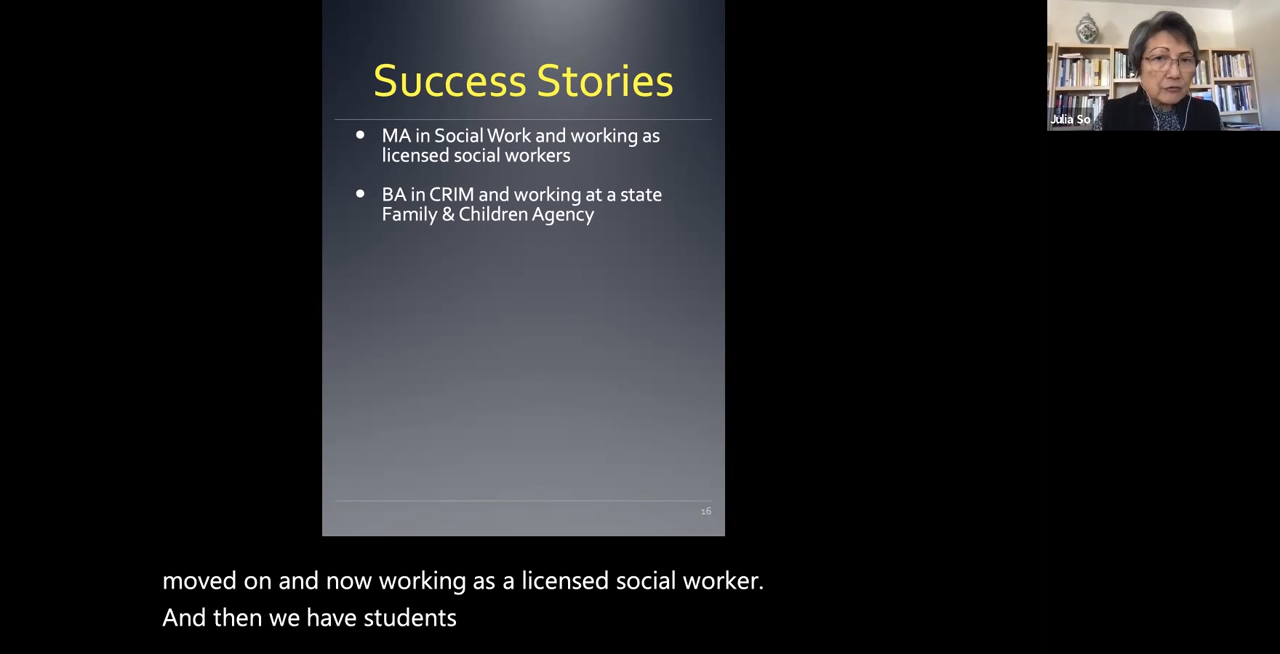 Success Stories
• MA in Social Work and working as
licensed social workers
• BA in CRIM and working at a state
Family & Children Agency
16
Julia So
moved on and now working as a licensed social worker.
And then we have students